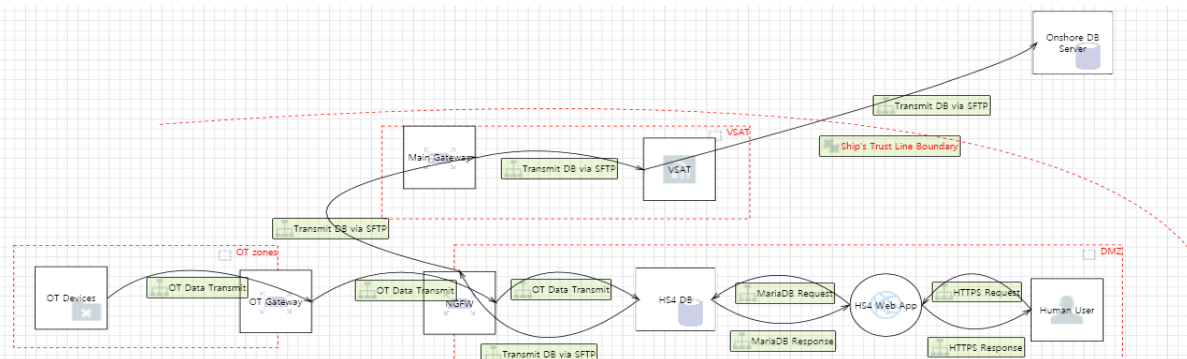 Onshore DB
Server
Transmit DB via SFTP
VSAT
Ship's Trust Line Boundary
Main Gateway
Transmit DB via SFTP
VSAT
Transmit DB via SFTP
OT zones
DMZ
OT Devices
OT Data Transmit
OT Gateway
OT Data Transmit
NGFW
OT Data Transmit
HS4 DB
MariaDB Request
HS4 Web App
HTTPS Request
Human User
MariaDB Response
HTTPS Response
Transmit DB via SFTP